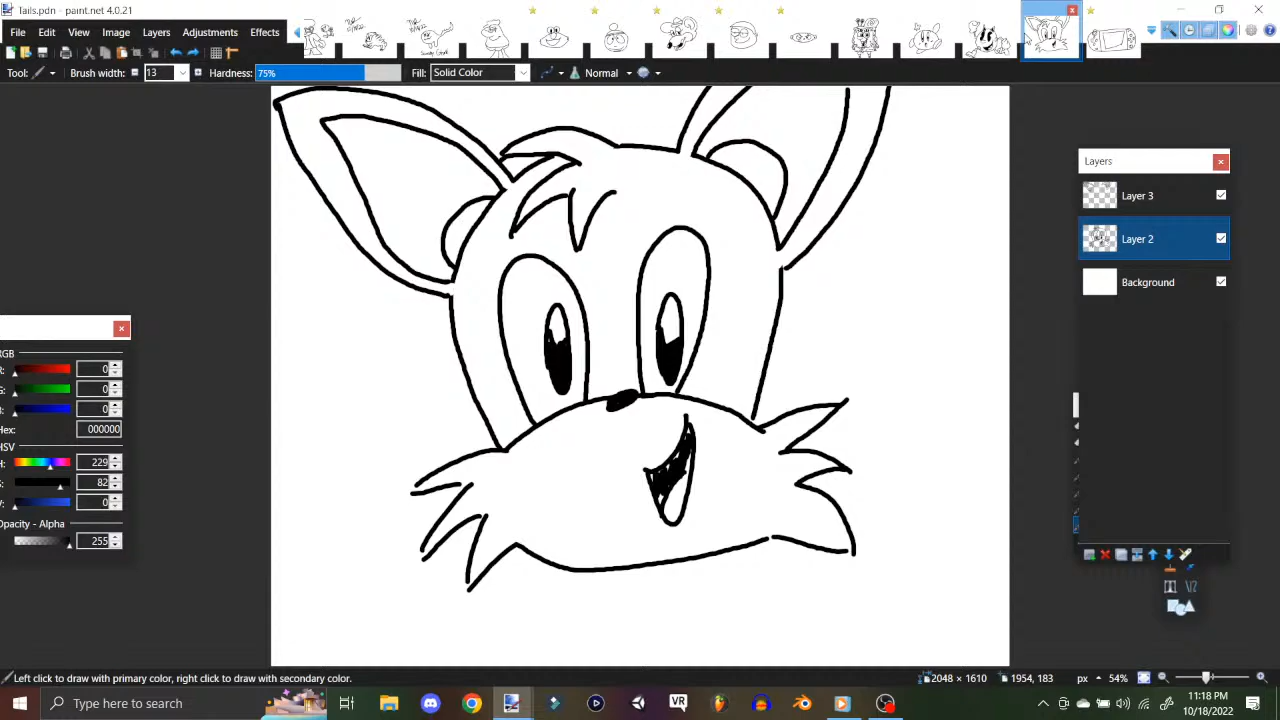 Tails.pdn - paint.net 4.0.21
File Edit View Image Layers Adjustments Effects
Tool: Brush width: 13 Hardness: 75% Fill: Solid Color Normal
Layers
Layer 3
Layer 2
Background
RGB
R: 0
G: 0
B: 0
Hex: 000000
HSV
H: 229
S: 82
V: 0
Opacity - Alpha
255
Left click to draw with primary color, right click to draw with secondary color.
2048 × 1610 1954, 183 px 54%
Type here to search
VR
11:18 PM
10/18/2022